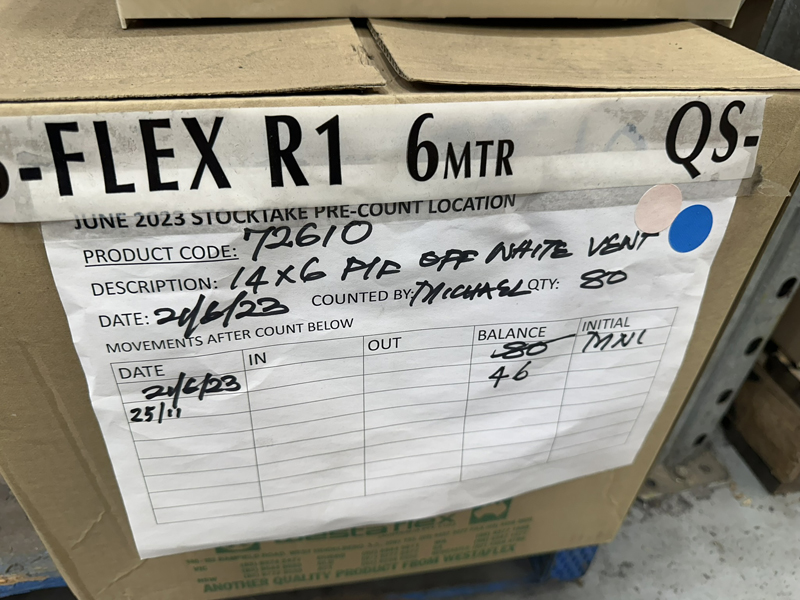 -FLEX R1 6MTR QS-
JUNE 2023 STOCKTAKE PRE-COUNT LOCATION
PRODUCT CODE: 72610
DESCRIPTION: 14x6 P/F OFF WHITE VENT
DATE: 21/6/23 COUNTED BY: MICHAEL QTY: 80
MOVEMENTS AFTER COUNT BELOW
DATE IN OUT BALANCE INITIAL
21/6/23 80 MNL
25/11 46
westaflex
ANOTHER QUALITY PRODUCT FROM WESTAFLEX